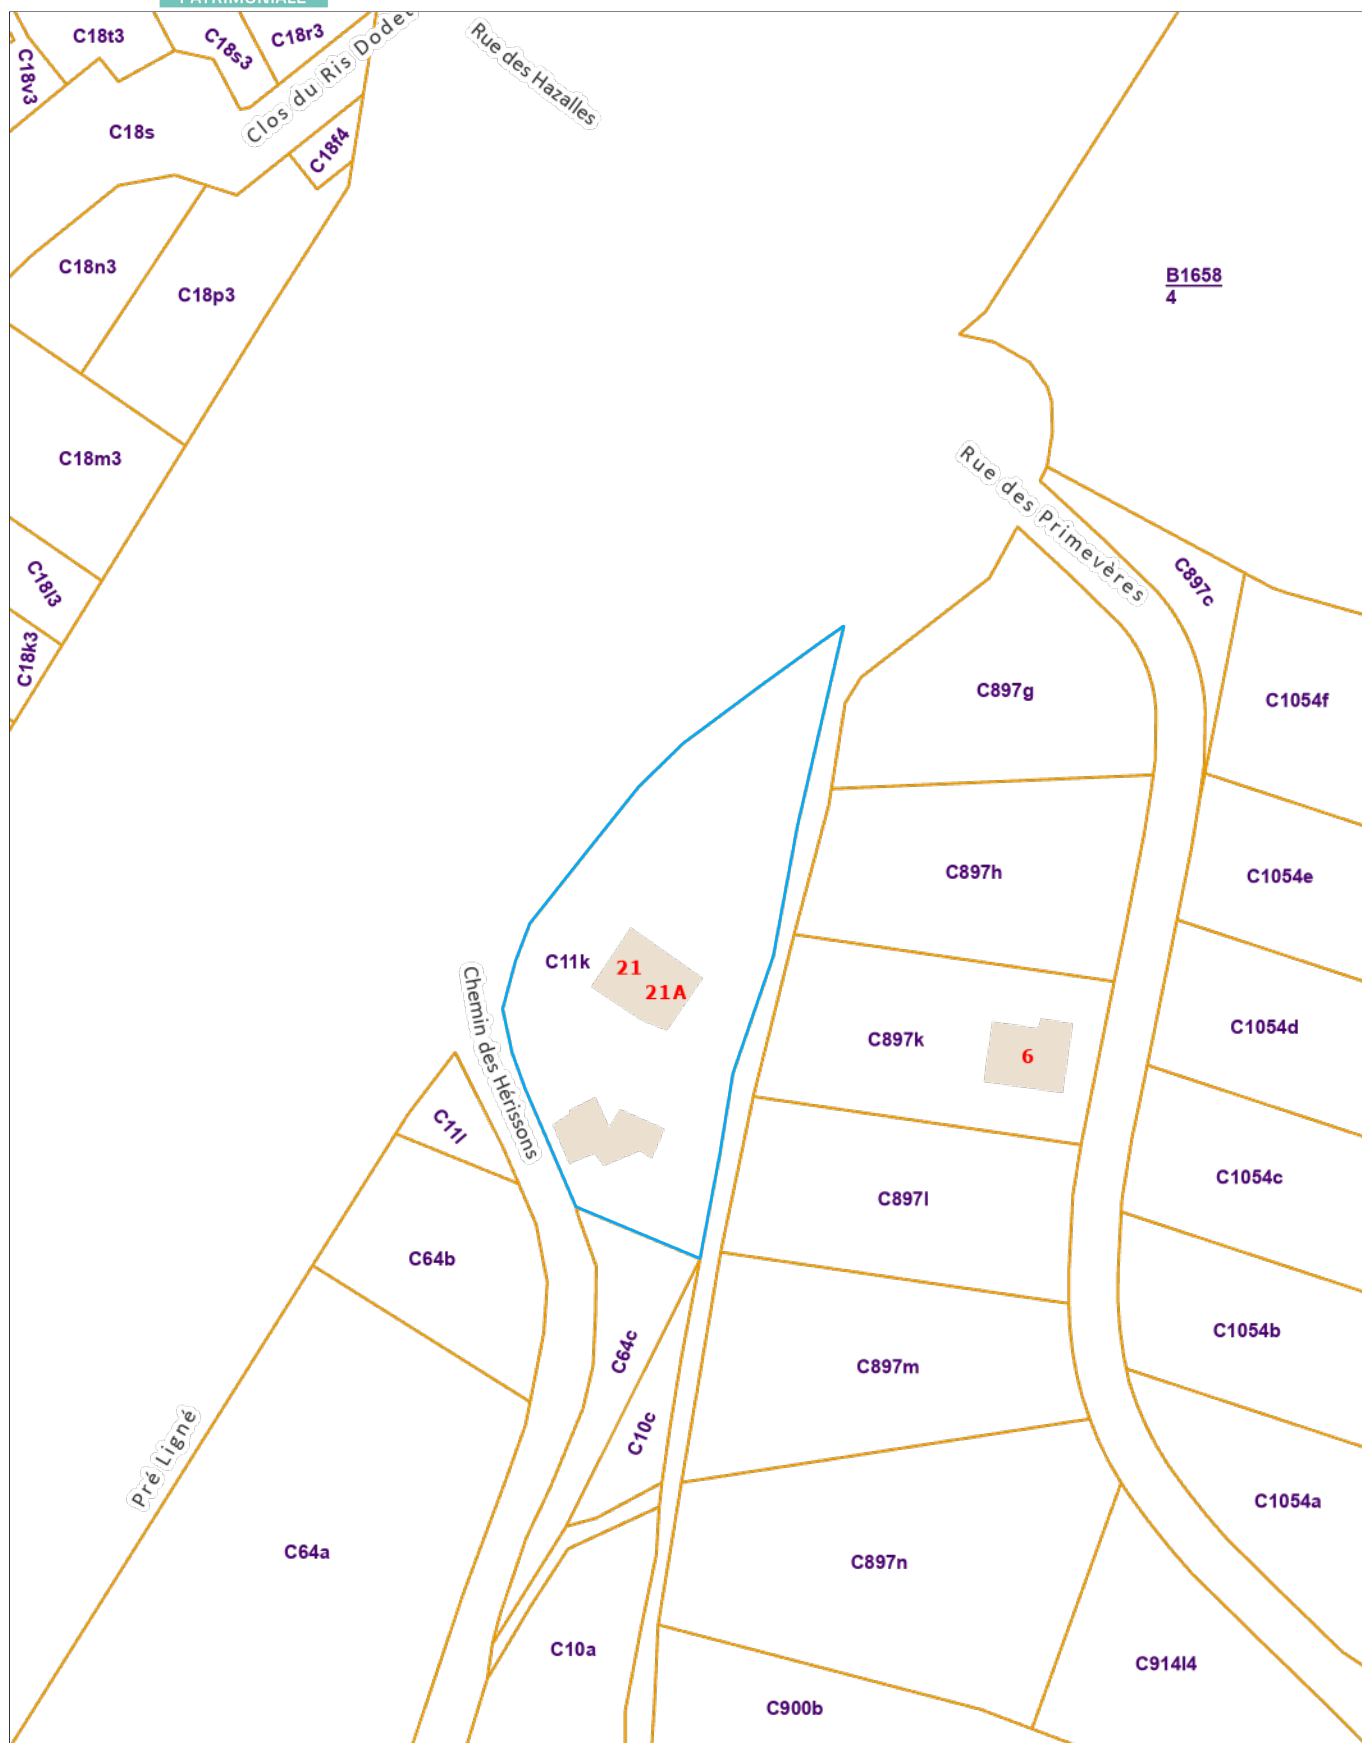 PATRIMONIALE
C18t3
C18s3
C18r3
Clos du Ris Dodet
Rue des Hazalles
C18v3
C18s
C18f4
C18n3
C18p3
B1658
4
C18m3
Rue des Primevères
C18l3
C897c
C18k3
C897g
C1054f
C897h
C1054e
C11k
21
21A
Chemin des Hérissons
C897k
6
C1054d
C11l
C1054c
C897l
C64b
C1054b
C64c
C897m
C10c
Pré Ligné
C1054a
C64a
C897n
C10a
C914l4
C900b